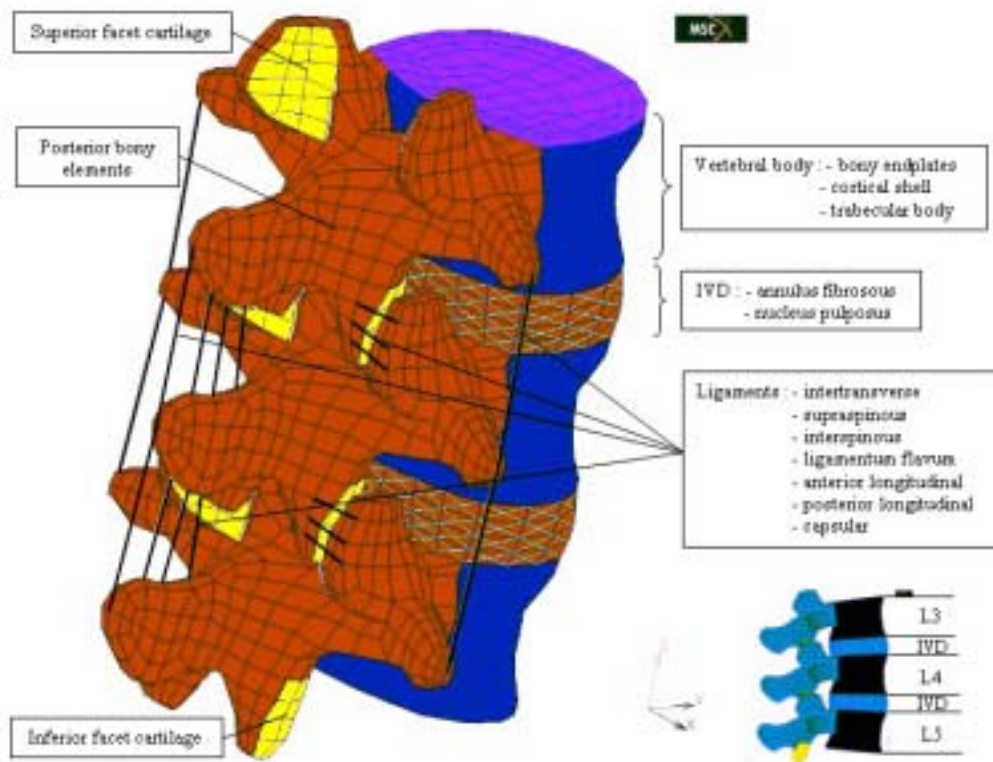 Superior facet cartilage
MSC
Posterior bony
elements
Vertebral body : - bony endplates
- cortical shell
- trabecular body
IVD : - annulus fibrosous
- nucleus pulposus
Ligaments : - intertransverse
- supraspinous
- interspinous
- ligamentum flavum
- anterior longitudinal
- posterior longitudinal
- capsular
L3
IVD
L4
IVD
L5
Y
X
Inferior facet cartilage